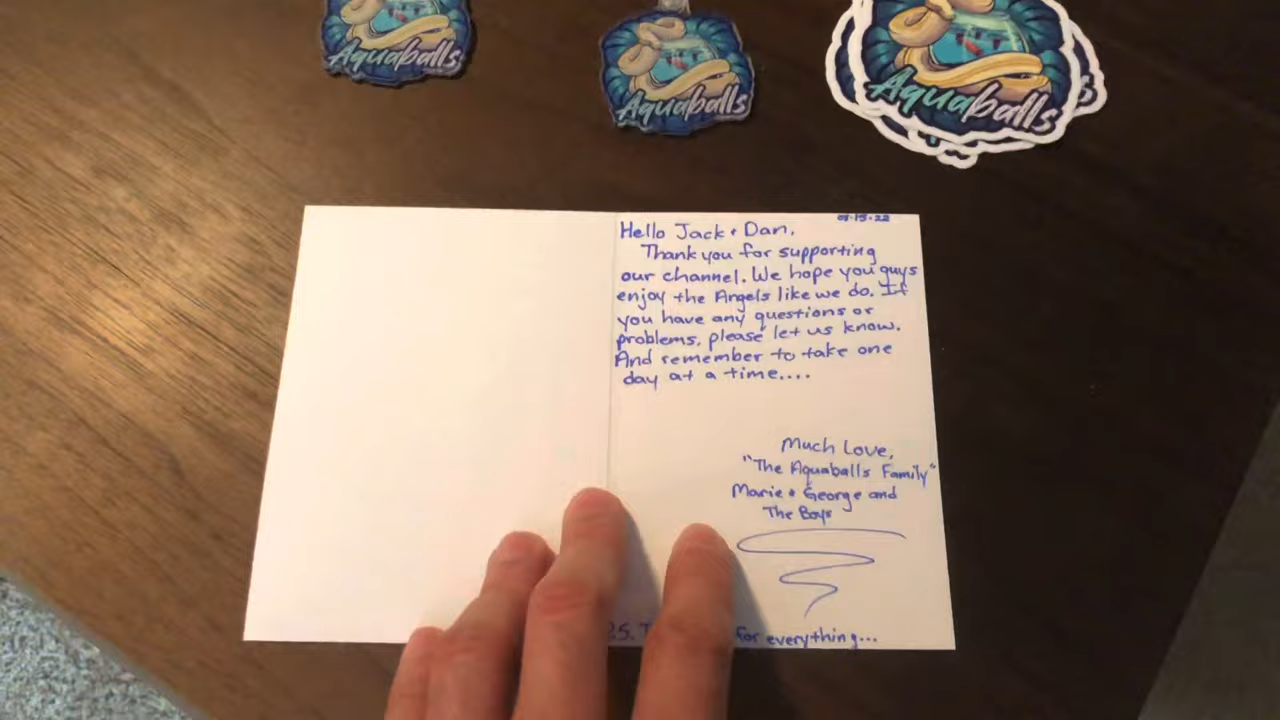 Aquaballs
Aquaballs
Aquaballs
09-15-22
Hello Jack & Dan,
Thank you for supporting
our channel. We hope you guys
enjoy the Angels like we do. If
you have any questions or
problems, please let us know.
And remember to take one
day at a time....
Much Love,
"The Aquaballs Family"
Marie & George and
The Boys
for everything...